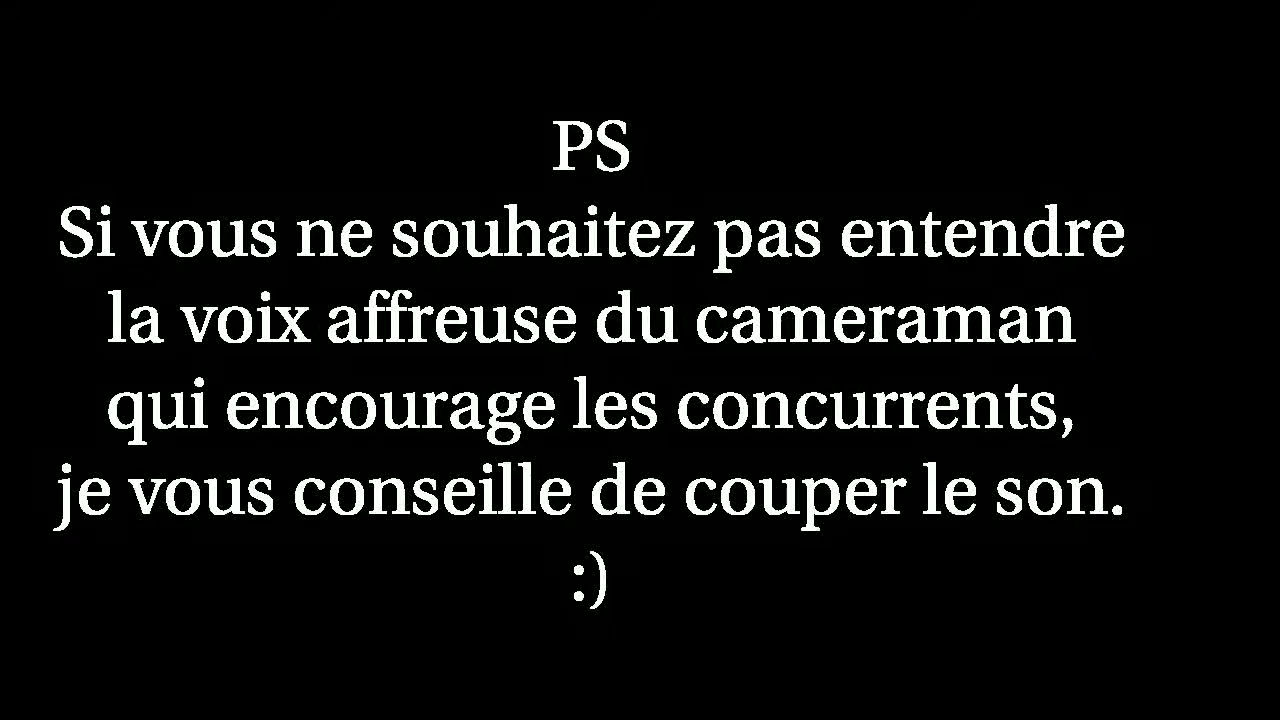 PS
Si vous ne souhaitez pas entendre
la voix affreuse du cameraman
qui encourage les concurrents,
je vous conseille de couper le son.
:)